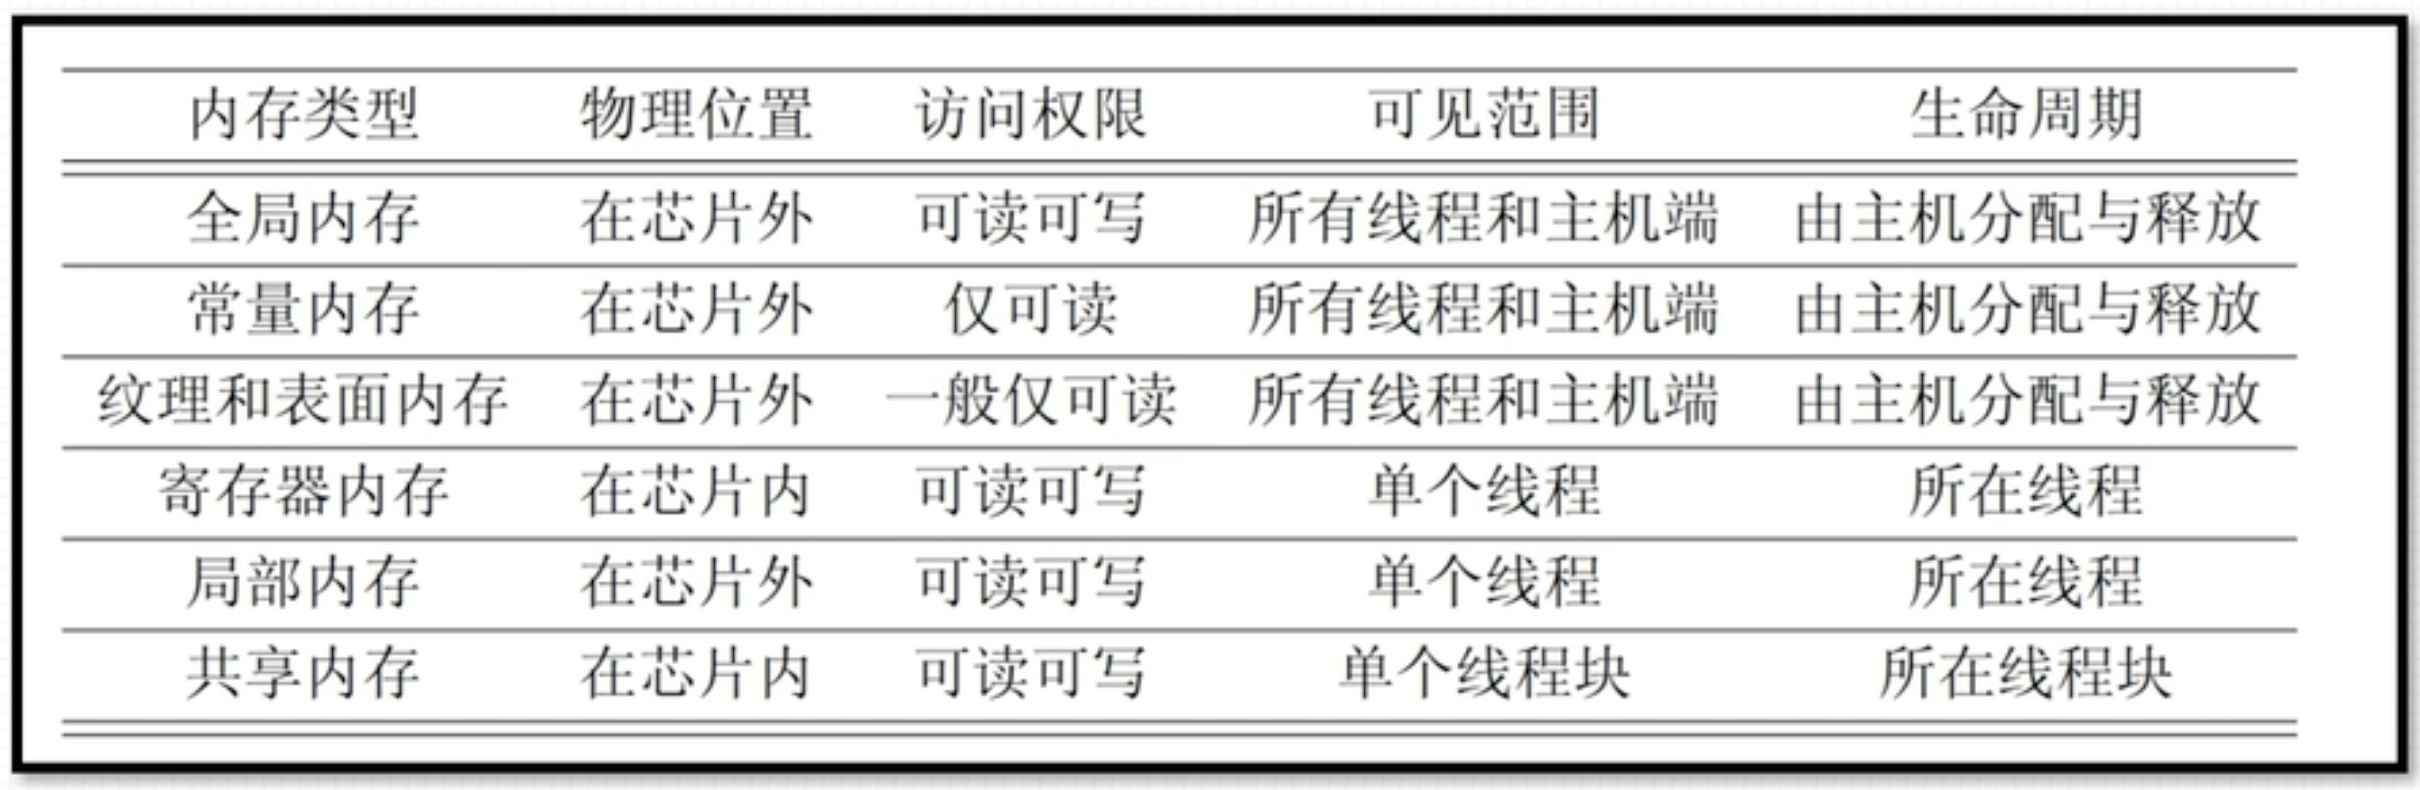 内存类型 物理位置 访问权限 可见范围 生命周期
全局内存 在芯片外 可读可写 所有线程和主机端 由主机分配与释放
常量内存 在芯片外 仅可读 所有线程和主机端 由主机分配与释放
纹理和表面内存 在芯片外 一般仅可读 所有线程和主机端 由主机分配与释放
寄存器内存 在芯片内 可读可写 单个线程 所在线程
局部内存 在芯片外 可读可写 单个线程 所在线程
共享内存 在芯片内 可读可写 单个线程块 所在线程块